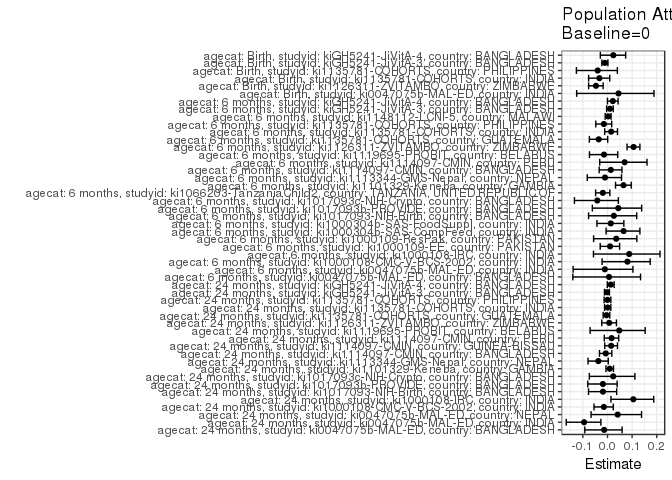 Population Att
Baseline=0
agecat: Birth, studyid: kiGH5241-JiVitA-4, country: BANGLADESH
agecat: Birth, studyid: kiGH5241-JiVitA-3, country: BANGLADESH
agecat: Birth, studyid: ki1135781-COHORTS, country: PHILIPPINES
agecat: Birth, studyid: ki1135781-COHORTS, country: INDIA
agecat: Birth, studyid: ki1126311-ZVITAMBO, country: ZIMBABWE
agecat: Birth, studyid: ki0047075b-MAL-ED, country: INDIA
agecat: 6 months, studyid: kiGH5241-JiVitA-4, country: BANGLADESH
agecat: 6 months, studyid: kiGH5241-JiVitA-3, country: BANGLADESH
agecat: 6 months, studyid: ki1148112-LCNI-5, country: MALAWI
agecat: 6 months, studyid: ki1135781-COHORTS, country: PHILIPPINES
agecat: 6 months, studyid: ki1135781-COHORTS, country: INDIA
agecat: 6 months, studyid: ki1135781-COHORTS, country: GUATEMALA
agecat: 6 months, studyid: ki1126311-ZVITAMBO, country: ZIMBABWE
agecat: 6 months, studyid: ki1119695-PROBIT, country: BELARUS
agecat: 6 months, studyid: ki1114097-CMIN, country: PERU
agecat: 6 months, studyid: ki1114097-CMIN, country: BANGLADESH
agecat: 6 months, studyid: ki1113344-GMS-Nepal, country: NEPAL
agecat: 6 months, studyid: ki1101329-Keneba, country: GAMBIA
agecat: 6 months, studyid: ki1066203-TanzaniaChild2, country: TANZANIA, UNITED REPUBLIC OF
agecat: 6 months, studyid: ki1017093c-NIH-Crypto, country: BANGLADESH
agecat: 6 months, studyid: ki1017093b-PROVIDE, country: BANGLADESH
agecat: 6 months, studyid: ki1017093-NIH-Birth, country: BANGLADESH
agecat: 6 months, studyid: ki1000304b-SAS-FoodSuppl, country: INDIA
agecat: 6 months, studyid: ki1000304b-SAS-CompFeed, country: INDIA
agecat: 6 months, studyid: ki1000109-ResPak, country: PAKISTAN
agecat: 6 months, studyid: ki1000109-EE, country: PAKISTAN
agecat: 6 months, studyid: ki1000108-IRC, country: INDIA
agecat: 6 months, studyid: ki1000108-CMC-V-BCS-2002, country: INDIA
agecat: 6 months, studyid: ki0047075b-MAL-ED, country: INDIA
agecat: 6 months, studyid: ki0047075b-MAL-ED, country: BANGLADESH
agecat: 24 months, studyid: kiGH5241-JiVitA-4, country: BANGLADESH
agecat: 24 months, studyid: kiGH5241-JiVitA-3, country: BANGLADESH
agecat: 24 months, studyid: ki1135781-COHORTS, country: PHILIPPINES
agecat: 24 months, studyid: ki1135781-COHORTS, country: INDIA
agecat: 24 months, studyid: ki1135781-COHORTS, country: GUATEMALA
agecat: 24 months, studyid: ki1126311-ZVITAMBO, country: ZIMBABWE
agecat: 24 months, studyid: ki1119695-PROBIT, country: BELARUS
agecat: 24 months, studyid: ki1114097-CMIN, country: PERU
agecat: 24 months, studyid: ki1114097-CMIN, country: GUINEA-BISSAU
agecat: 24 months, studyid: ki1114097-CMIN, country: BANGLADESH
agecat: 24 months, studyid: ki1113344-GMS-Nepal, country: NEPAL
agecat: 24 months, studyid: ki1101329-Keneba, country: GAMBIA
agecat: 24 months, studyid: ki1017093c-NIH-Crypto, country: BANGLADESH
agecat: 24 months, studyid: ki1017093b-PROVIDE, country: BANGLADESH
agecat: 24 months, studyid: ki1017093-NIH-Birth, country: BANGLADESH
agecat: 24 months, studyid: ki1000108-IRC, country: INDIA
agecat: 24 months, studyid: ki1000108-CMC-V-BCS-2002, country: INDIA
agecat: 24 months, studyid: ki0047075b-MAL-ED, country: NEPAL
agecat: 24 months, studyid: ki0047075b-MAL-ED, country: INDIA
agecat: 24 months, studyid: ki0047075b-MAL-ED, country: BANGLADESH
-0.1 0.0 0.1 0.2
Estimate